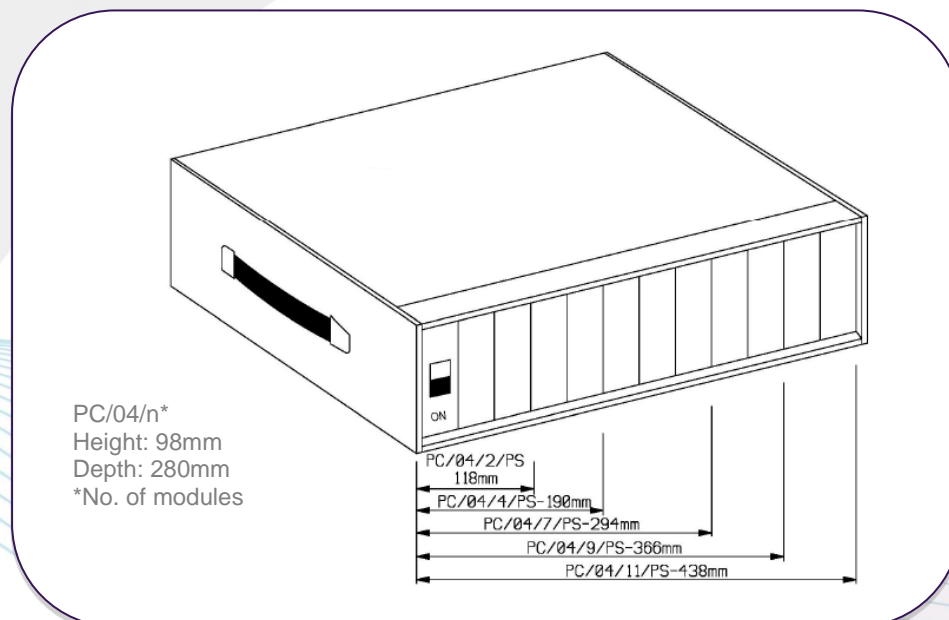 ON
PC/04/n*
Height: 98mm
Depth: 280mm
*No. of modules
PC/04/2/PS
118mm
PC/04/4/PS-190mm
PC/04/7/PS-294mm
PC/04/9/PS-366mm
PC/04/11/PS-438mm